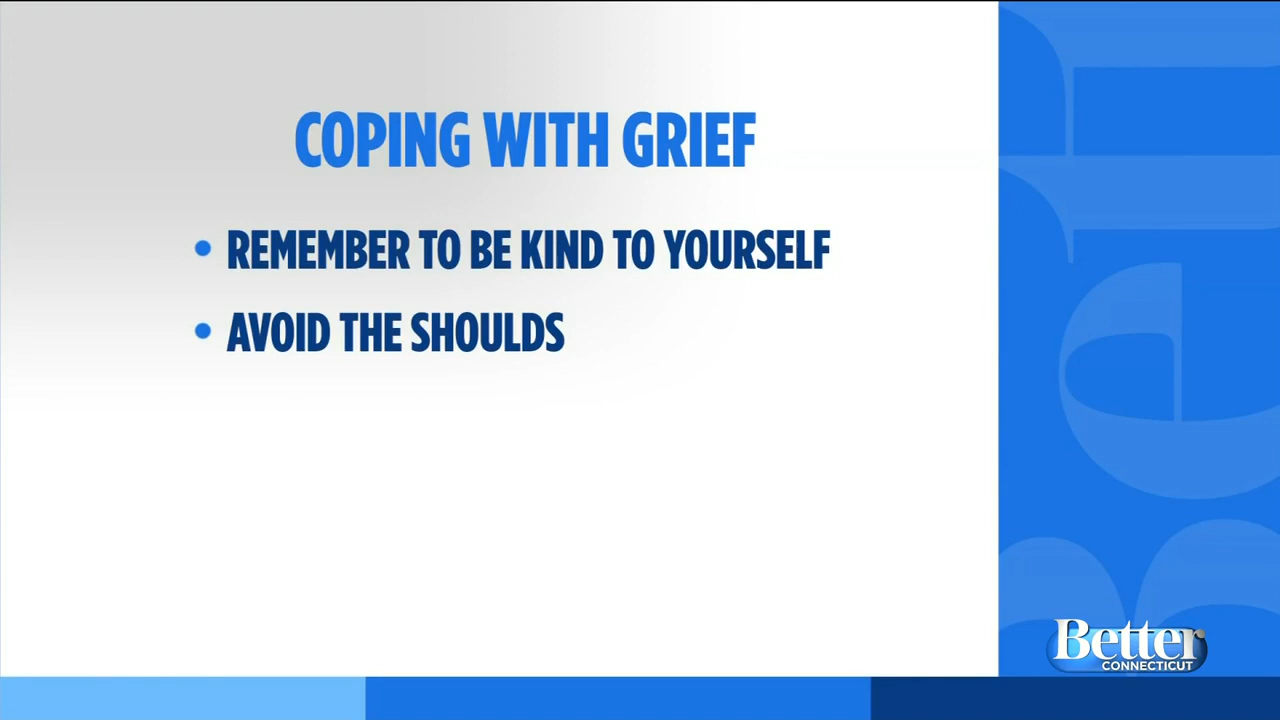 COPING WITH GRIEF
• REMEMBER TO BE KIND TO YOURSELF
• AVOID THE SHOULDS
Better
CONNECTICUT